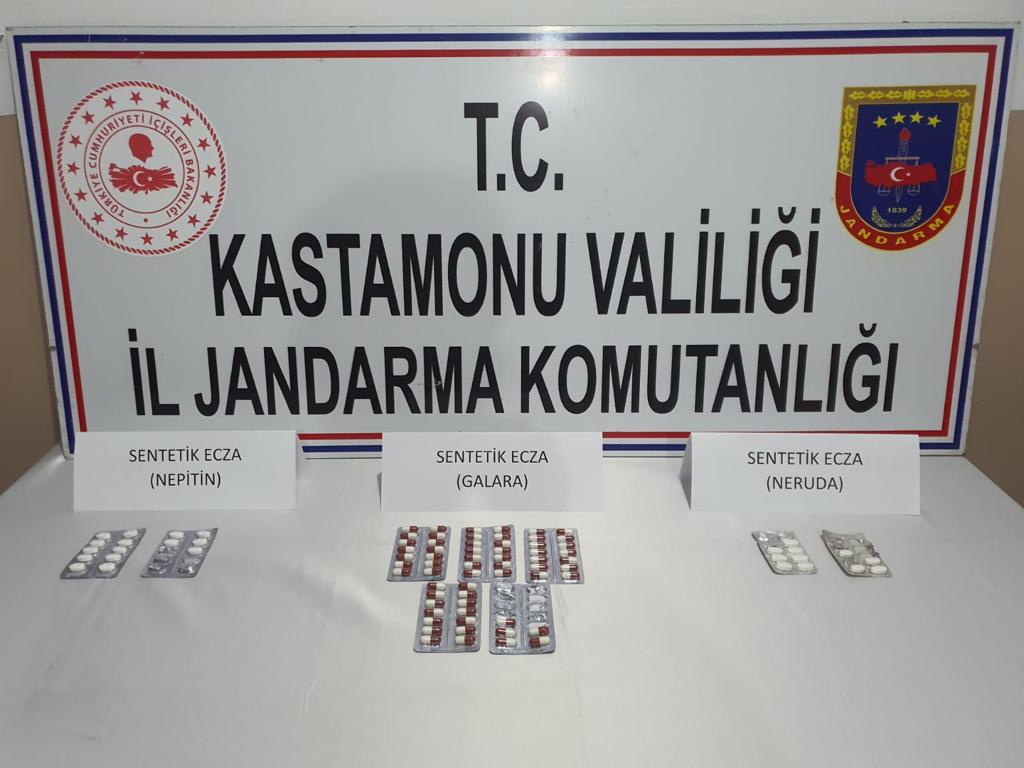 TÜRKİYE CUMHURİYETİ İÇİŞLERİ BAKANLIĞI
T.C.
KASTAMONU VALİLİĞİ
İL JANDARMA KOMUTANLIĞI
1839
JANDARMA
SENTETİK ECZA
(NEPİTİN)
SENTETİK ECZA
(GALARA)
SENTETİK ECZA
(NERUDA)